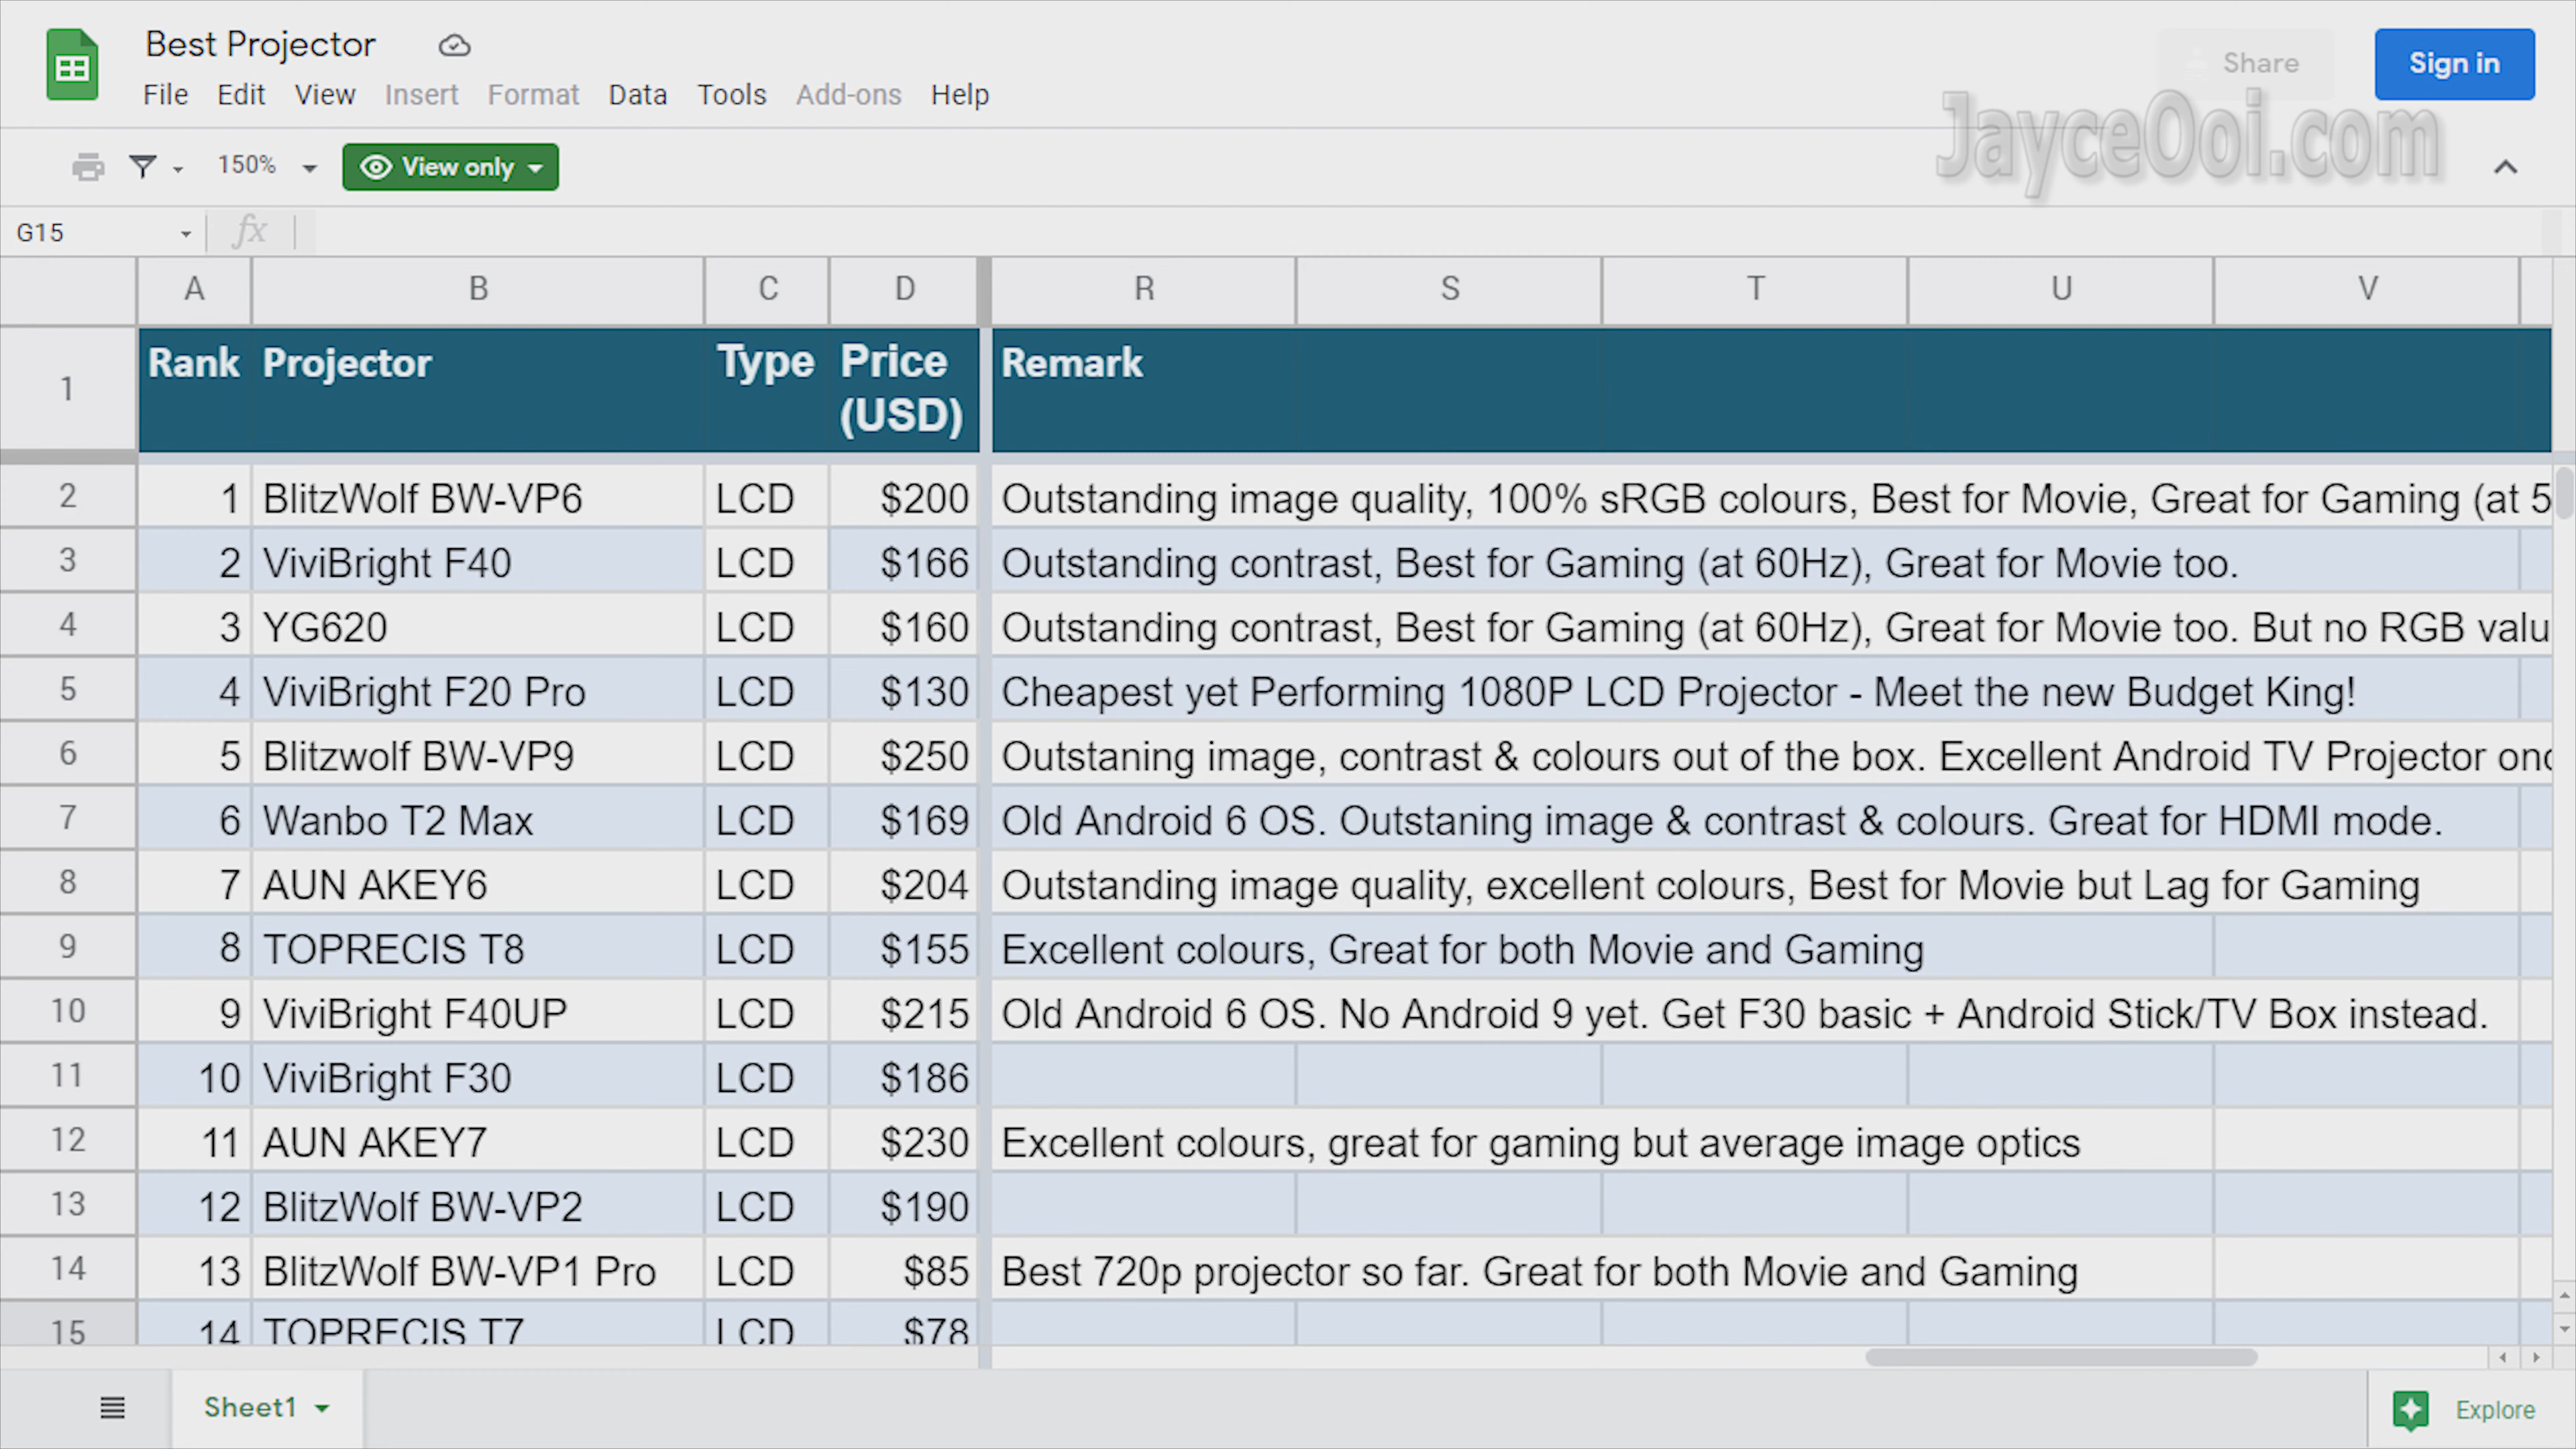 Best Projector
Share
Sign in
File Edit View Insert Format Data Tools Add-ons Help
JayceOoi.com
150% View only
G15 fx
A B C D R S T U V
1 Rank Projector Type Price (USD) Remark
2 1 BlitzWolf BW-VP6 LCD $200 Outstanding image quality, 100% sRGB colours, Best for Movie, Great for Gaming (at 5
3 2 ViviBright F40 LCD $166 Outstanding contrast, Best for Gaming (at 60Hz), Great for Movie too.
4 3 YG620 LCD $160 Outstanding contrast, Best for Gaming (at 60Hz), Great for Movie too. But no RGB valu
5 4 ViviBright F20 Pro LCD $130 Cheapest yet Performing 1080P LCD Projector - Meet the new Budget King!
6 5 Blitzwolf BW-VP9 LCD $250 Outstaning image, contrast & colours out of the box. Excellent Android TV Projector
7 6 Wanbo T2 Max LCD $169 Old Android 6 OS. Outstaning image & contrast & colours. Great for HDMI mode.
8 7 AUN AKEY6 LCD $204 Outstanding image quality, excellent colours, Best for Movie but Lag for Gaming
9 8 TOPRECIS T8 LCD $155 Excellent colours, Great for both Movie and Gaming
10 9 ViviBright F40UP LCD $215 Old Android 6 OS. No Android 9 yet. Get F30 basic + Android Stick/TV Box instead.
11 10 ViviBright F30 LCD $186
12 11 AUN AKEY7 LCD $230 Excellent colours, great for gaming but average image optics
13 12 BlitzWolf BW-VP2 LCD $190
14 13 BlitzWolf BW-VP1 Pro LCD $85 Best 720p projector so far. Great for both Movie and Gaming
15 14 TOPRECIS T7 LCD $78
Sheet1
Explore